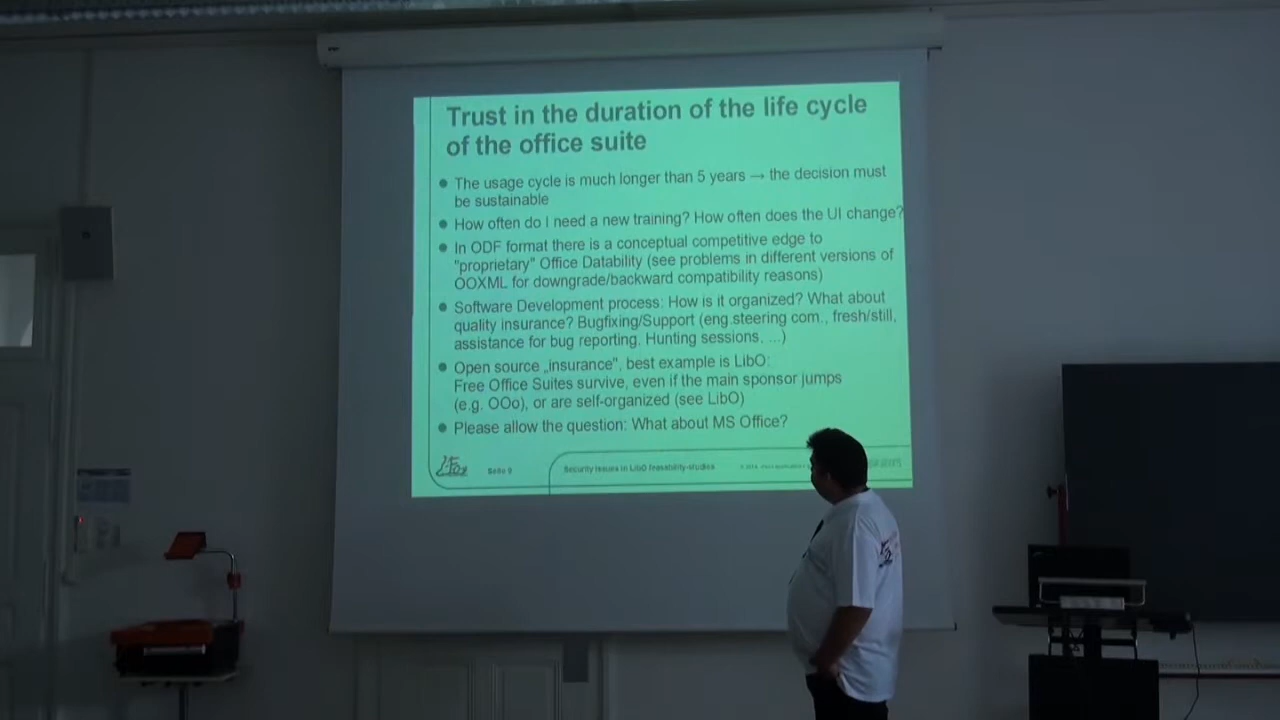 Trust in the duration of the life cycle
of the office suite
The usage cycle is much longer than 5 years → the decision must
be sustainable
How often do I need a new training? How often does the UI change?
In ODF format there is a conceptual competitive edge to
"proprietary" Office Datability (see problems in different versions of
OOXML for downgrade/backward compatibility reasons)
Software Development process: How is it organized? What about
quality insurance? Bugfixing/Support (eng.steering com., fresh/still,
assistance for bug reporting, Hunting sessions, ...)
Open source „insurance", best example is LibO:
Free Office Suites survive, even if the main sponsor jumps
(e.g. OOo), or are self-organized (see LibO)
Please allow the question: What about MS Office?
Seite 9
Security Issues in LibO feasability-studies